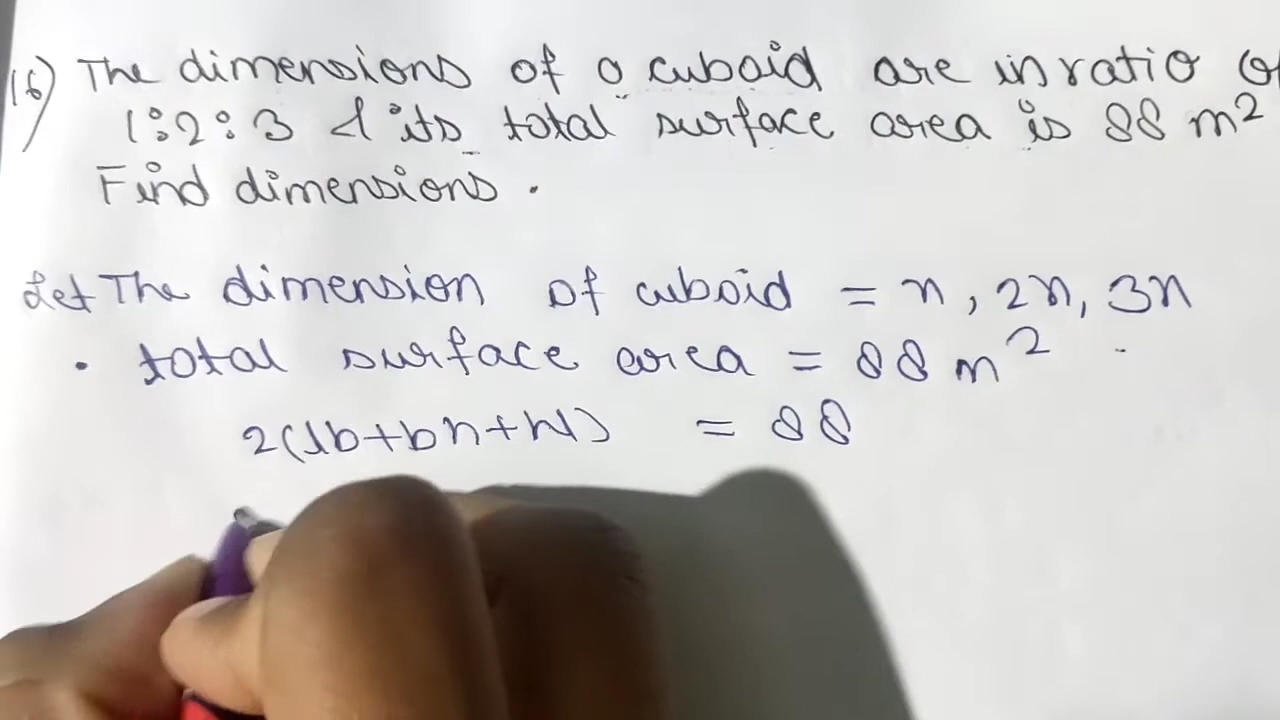 16) The dimensions of a cuboid are in ratio of
1:2:3 & its total surface area is 88 m²
Find dimensions.
Let The dimension of cuboid = x, 2x, 3x
• total surface area = 88 m²
2(lb+bh+hl) = 88